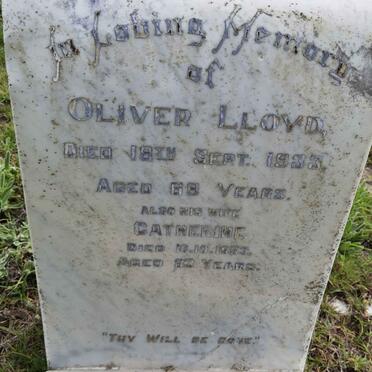 In Loving Memory
of
OLIVER LLOYD,
DIED 18TH SEPT.
AGED 68 YEARS.
ALSO HIS WIFE
CATHERINE
DIED
AGED YEARS.
"THY WILL BE DONE."